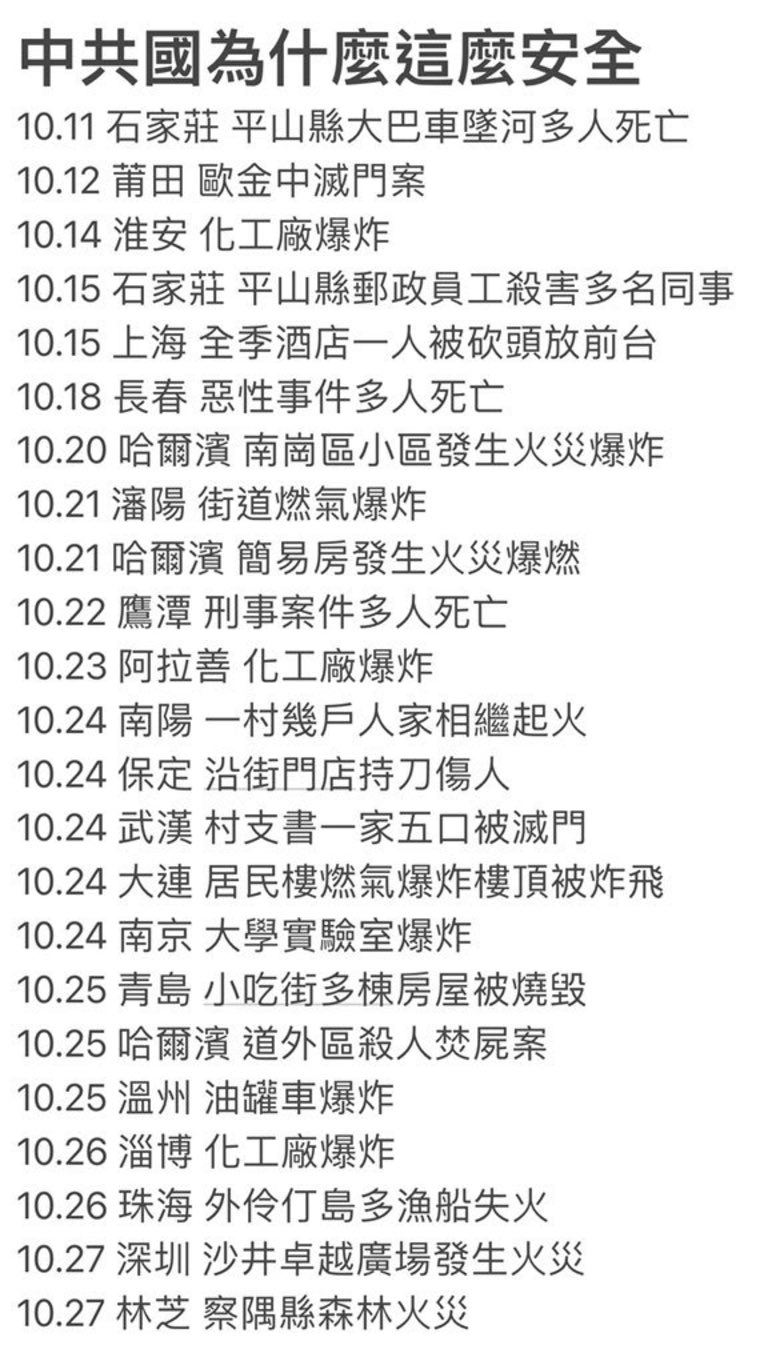 中共國為什麼這麼安全
10.11 石家莊 平山縣大巴車墜河多人死亡
10.12 莆田 歐金中滅門案
10.14 淮安 化工廠爆炸
10.15 石家莊 平山縣郵政員工殺害多名同事
10.15 上海 全季酒店一人被砍頭放前台
10.18 長春 惡性事件多人死亡
10.20 哈爾濱 南崗區小區發生火災爆炸
10.21 瀋陽 街道燃氣爆炸
10.21 哈爾濱 簡易房發生火災爆燃
10.22 鷹潭 刑事案件多人死亡
10.23 阿拉善 化工廠爆炸
10.24 南陽 一村幾戶人家相繼起火
10.24 保定 沿街門店持刀傷人
10.24 武漢 村支書一家五口被滅門
10.24 大連 居民樓燃氣爆炸樓頂被炸飛
10.24 南京 大學實驗室爆炸
10.25 青島 小吃街多棟房屋被燒毀
10.25 哈爾濱 道外區殺人焚屍案
10.25 溫州 油罐車爆炸
10.26 淄博 化工廠爆炸
10.26 珠海 外伶仃島多漁船失火
10.27 深圳 沙井卓越廣場發生火災
10.27 林芝 察隅縣森林火災